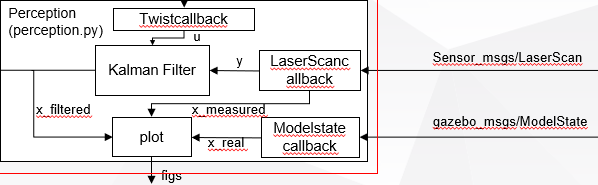 Perception
(perception.py)
Twistcallback
u
Kalman Filter
y
LaserScanc
allback
Sensor_msgs/LaserScan
x_filtered
x_measured
plot
x_real
Modelstate
callback
gazebo_msgs/ModelState
figs